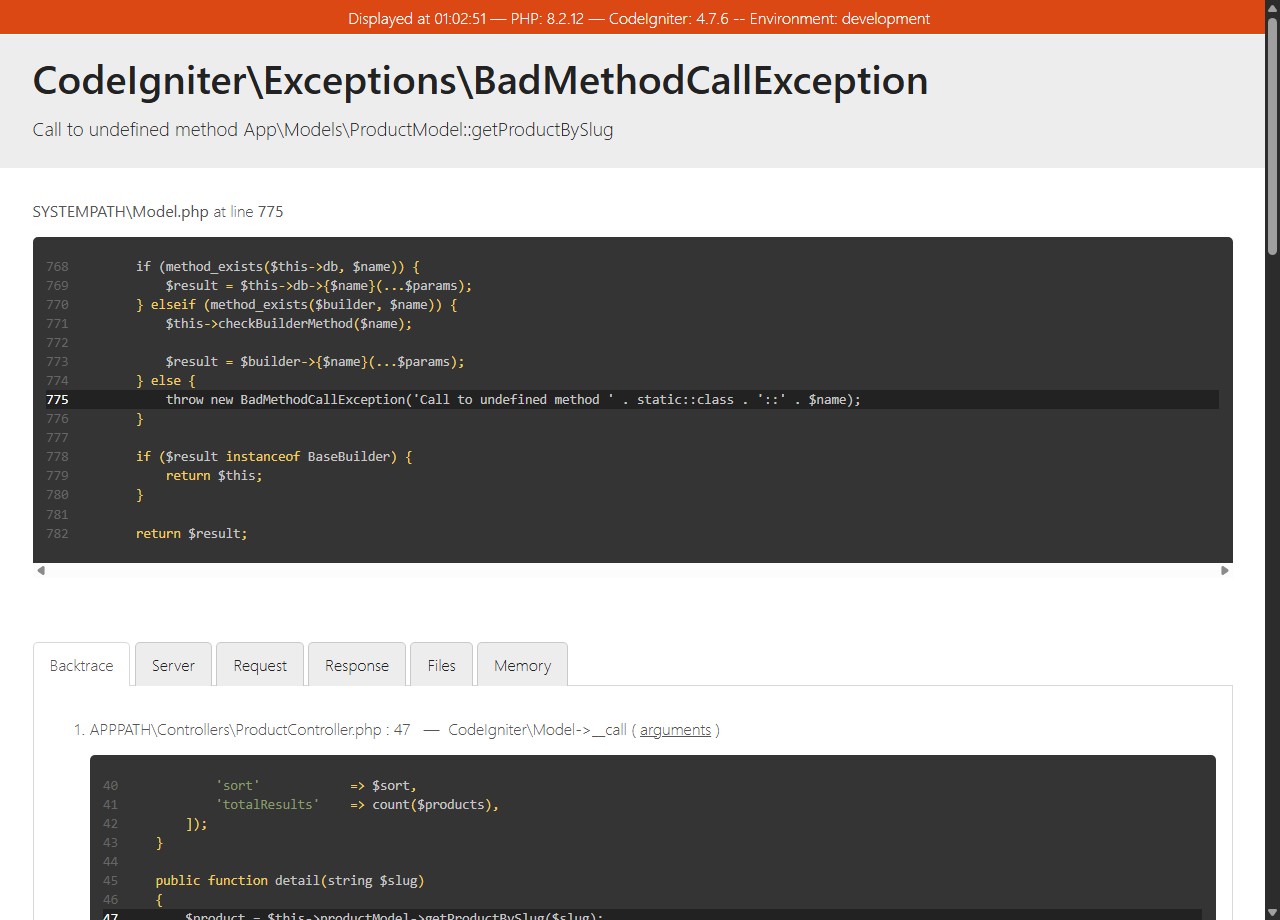 Displayed at 01:02:51 — PHP: 8.2.12 — CodeIgniter: 4.7.6 -- Environment: development
CodeIgniter\Exceptions\BadMethodCallException
Call to undefined method App\Models\ProductModel::getProductBySlug
SYSTEMPATH\Model.php at line 775
768         if (method_exists($this->db, $name)) {
769             $result = $this->db->{$name}(...$params);
770         } elseif (method_exists($builder, $name)) {
771             $this->checkBuilderMethod($name);
772
773             $result = $builder->{$name}(...$params);
774         } else {
775             throw new BadMethodCallException('Call to undefined method ' . static::class . '::' . $name);
776         }
777
778         if ($result instanceof BaseBuilder) {
779             return $this;
780         }
781
782         return $result;
Backtrace Server Request Response Files Memory
1. APPPATH\Controllers\ProductController.php : 47 — CodeIgniter\Model->__call ( arguments )
40             'sort'            => $sort,
41             'totalResults'    => count($products),
42         ]);
43     }
44
45     public function detail(string $slug)
46     {
47         $product = $this->productModel->getProductBySlug($slug);